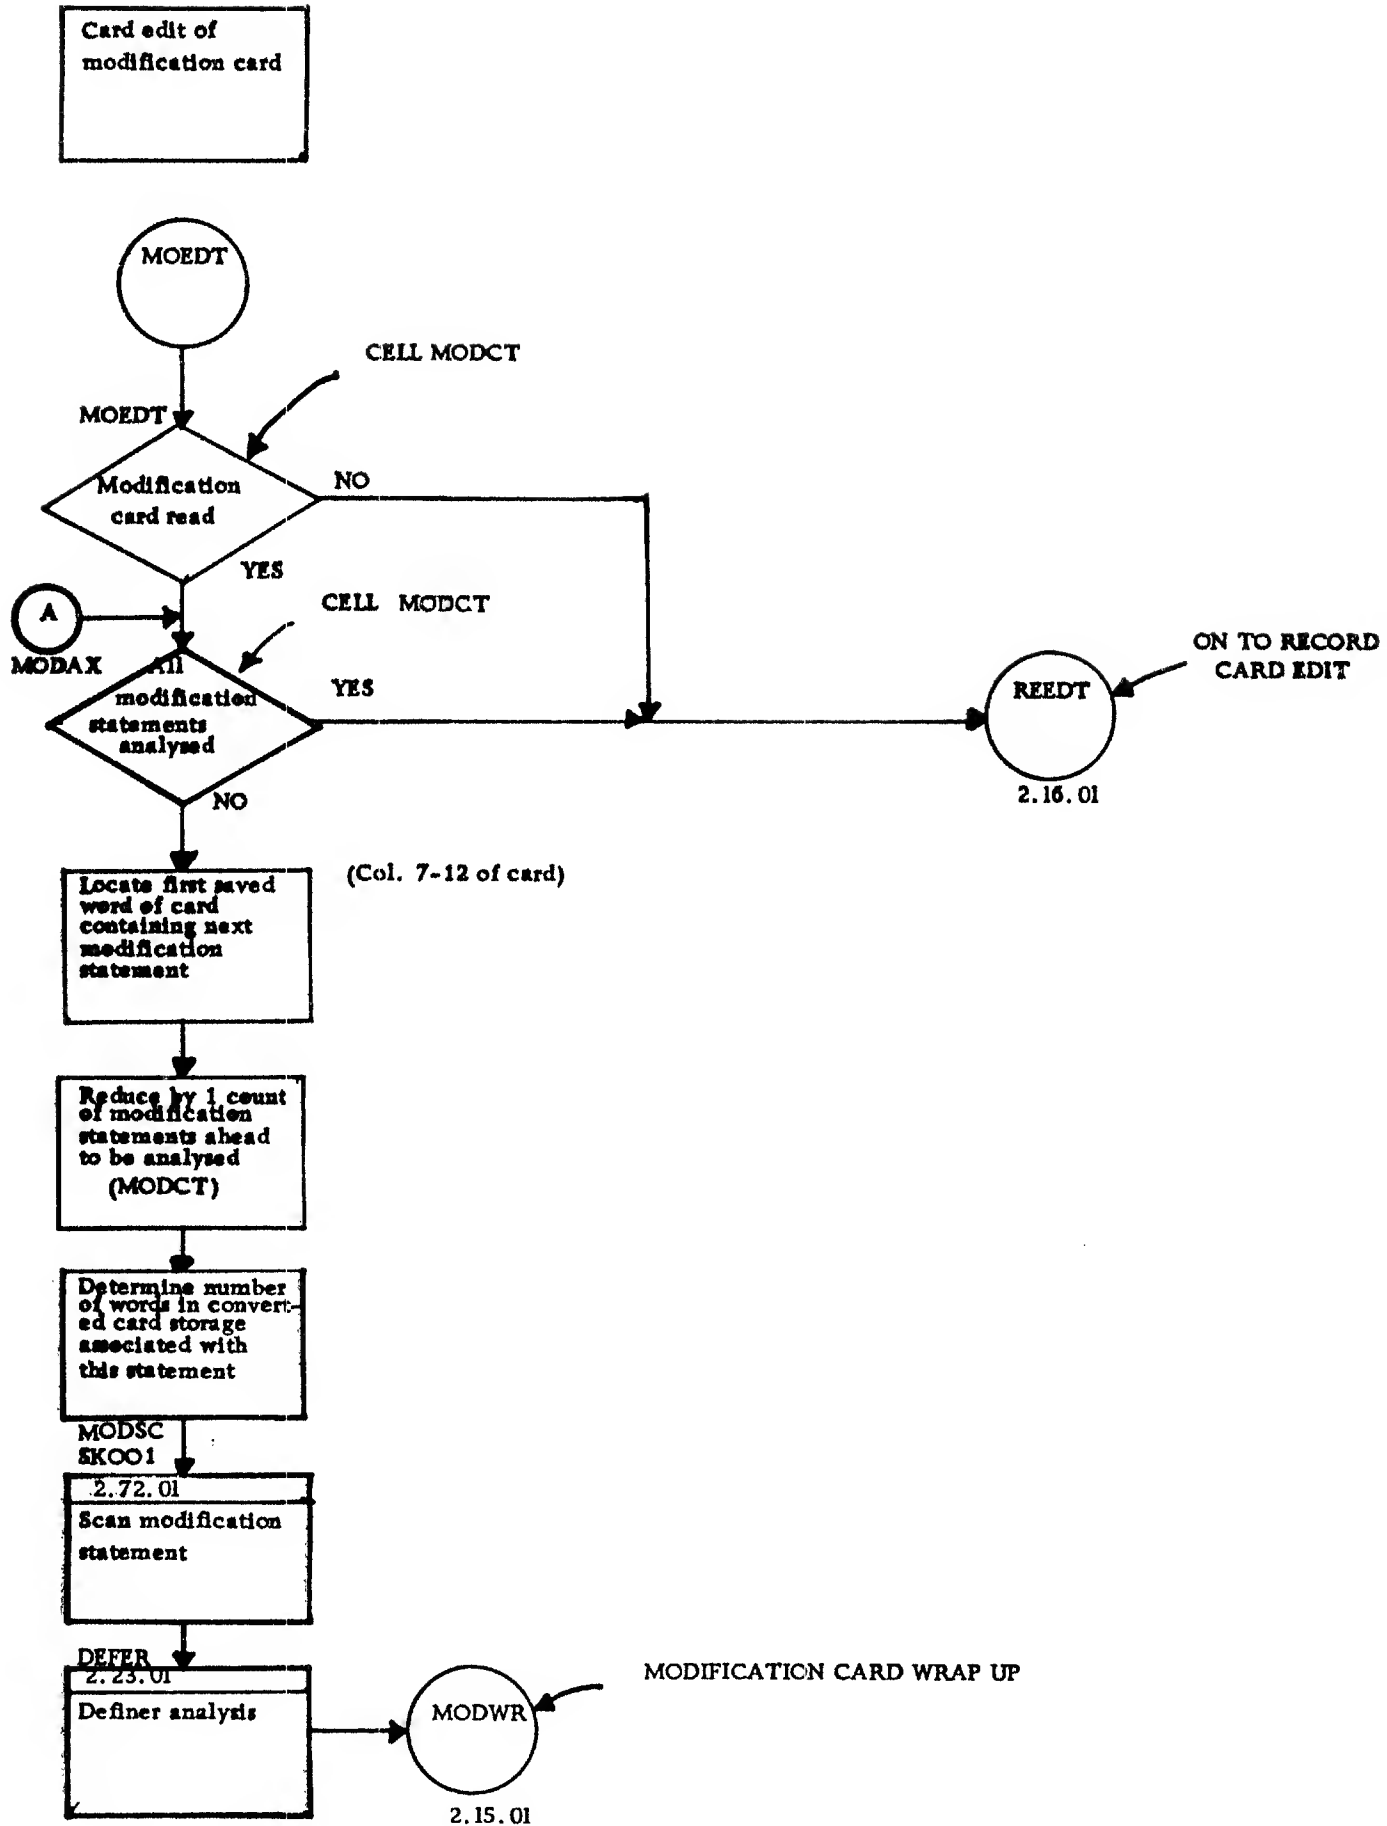 Card edit of
modification card
MOEDT
CELL MODCT
MOEDT
NO
Modification
card read
YES
A
CELL MODCT
MODAX
All
modification
statements
analysed
YES
ON TO RECORD
CARD EDIT
REEDT
2.16.01
NO
(Col. 7-12 of card)
Locate first saved
word of card
containing next
modification
statement
Reduce by 1 count
of modification
statements ahead
to be analysed
(MODCT)
Determine number
of words in convert-
ed card storage
associated with
this statement
MODSC
SK001
2.72.01
Scan modification
statement
DEFER
2.23.01
Definer analysis
MODIFICATION CARD WRAP UP
MODWR
2.15.01